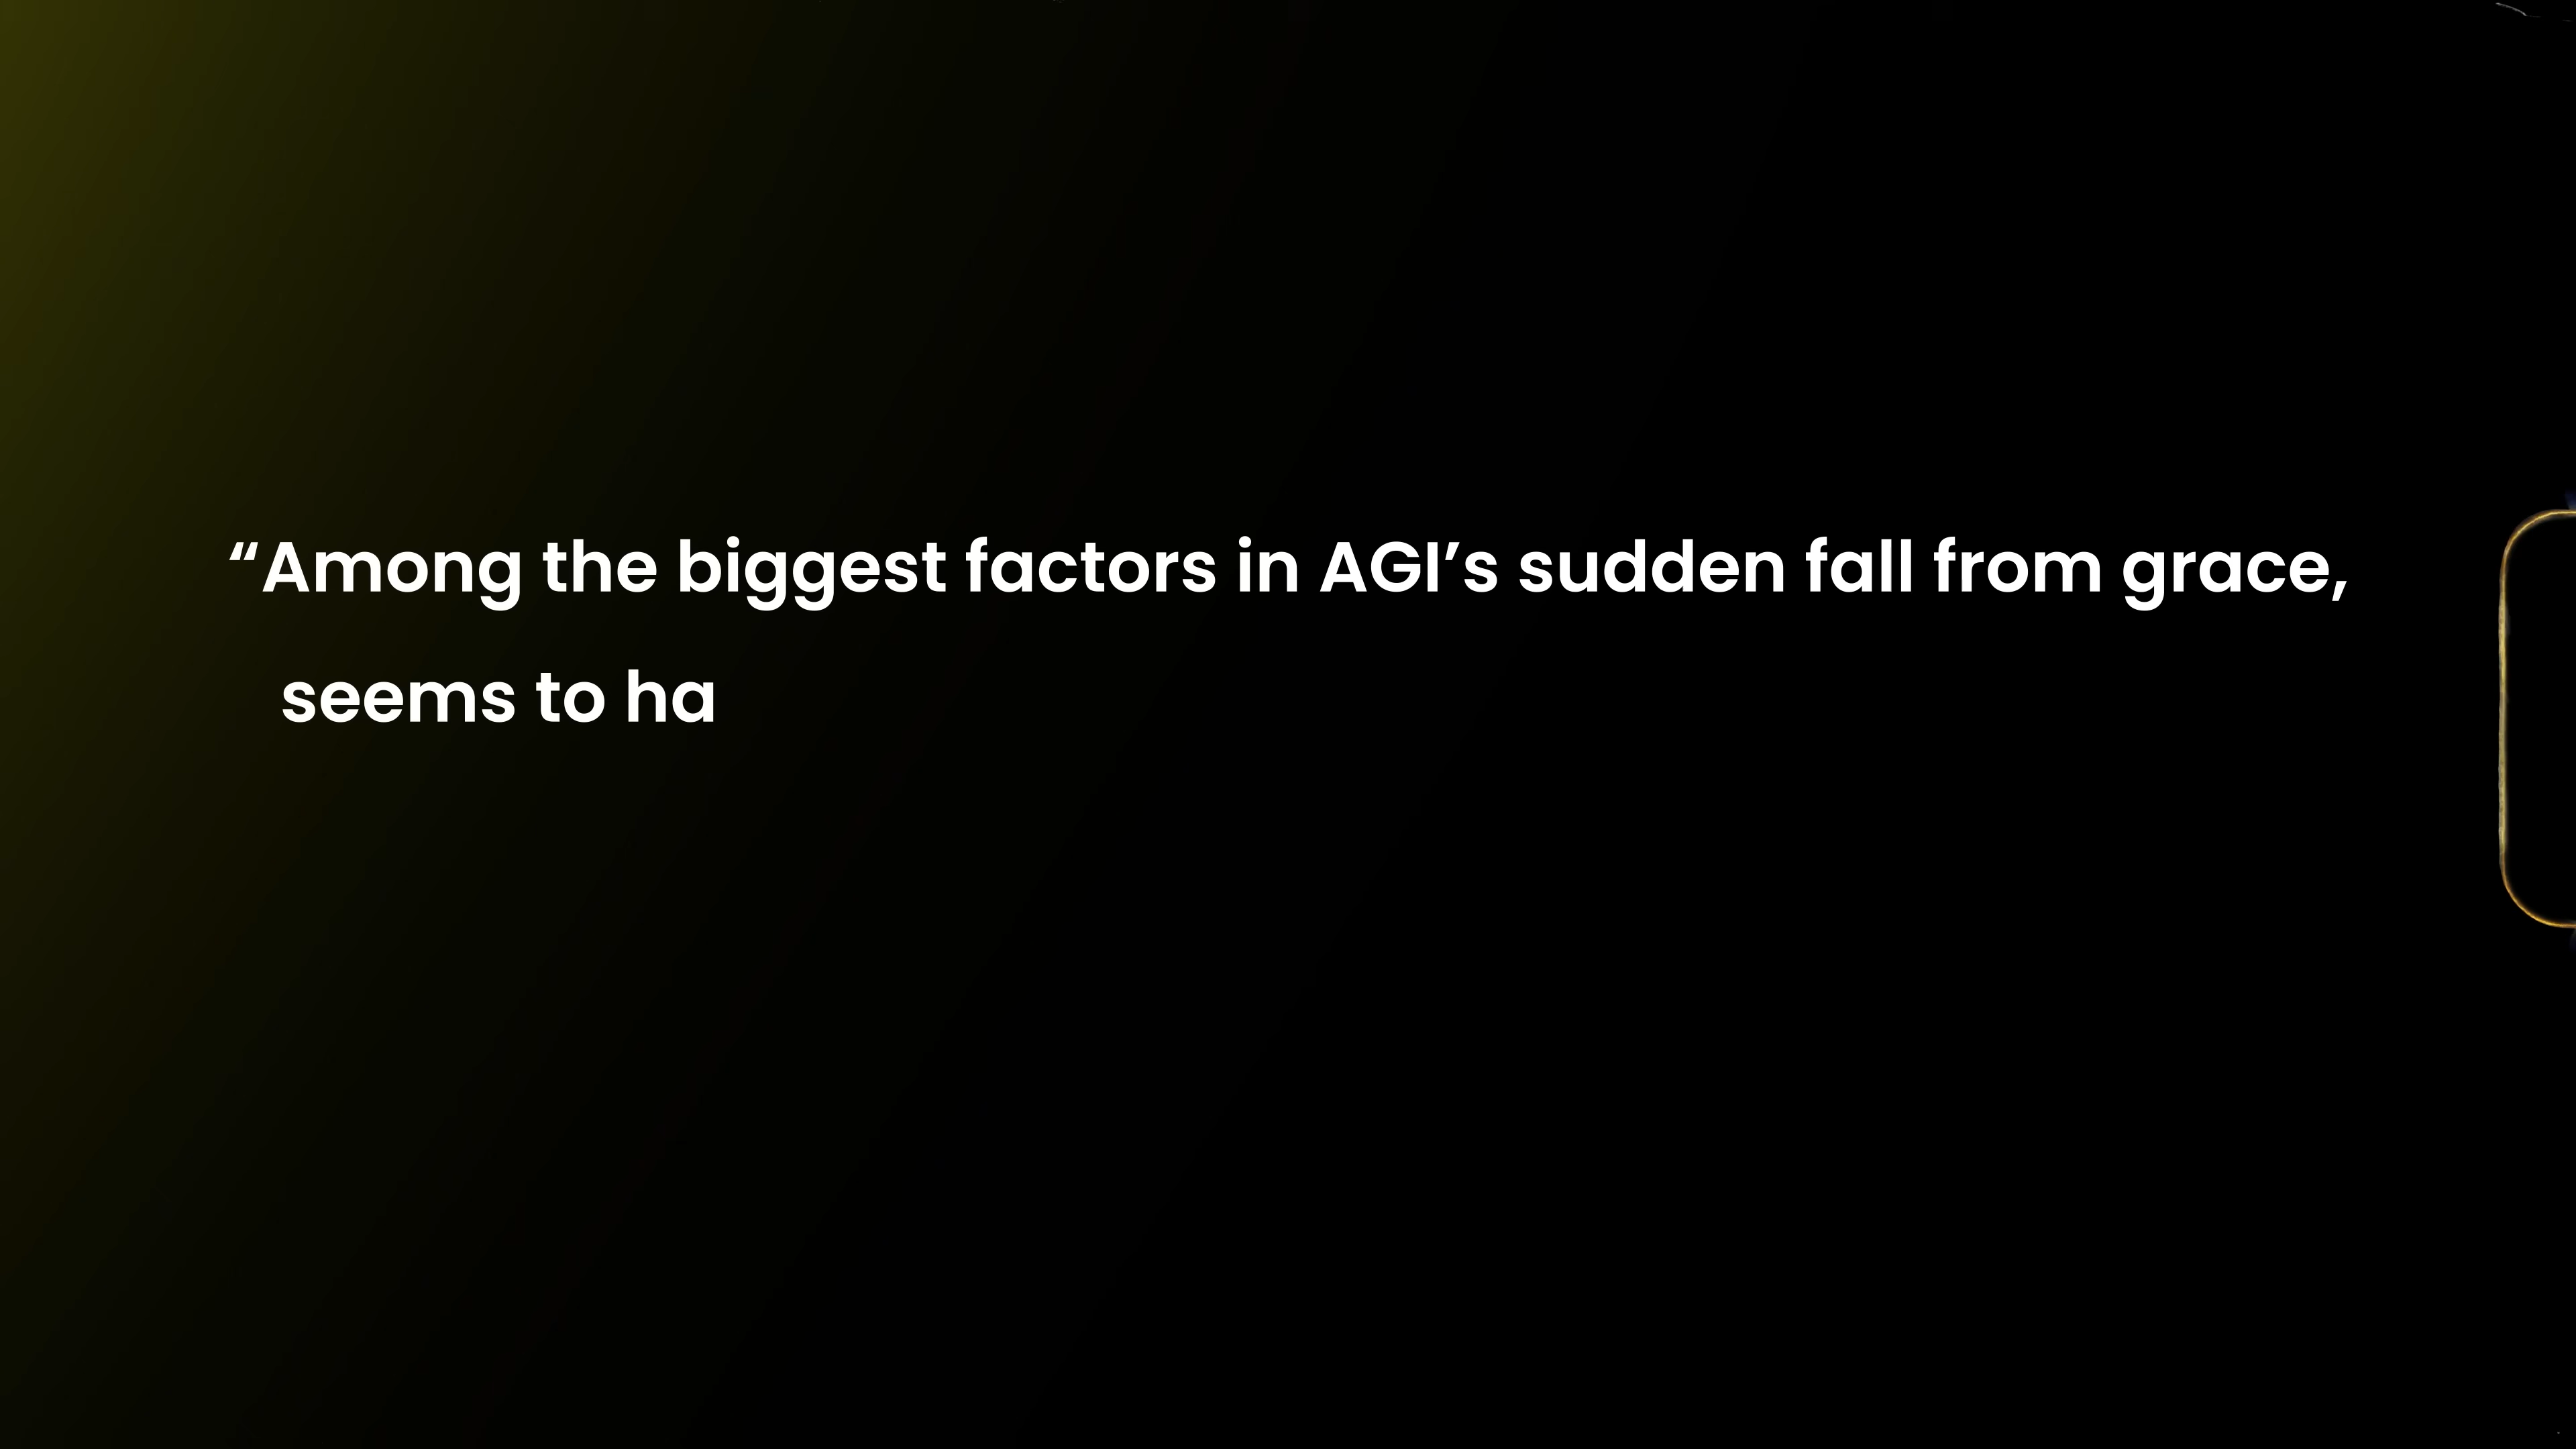 “Among the biggest factors in AGI’s sudden fall from grace,
seems to ha